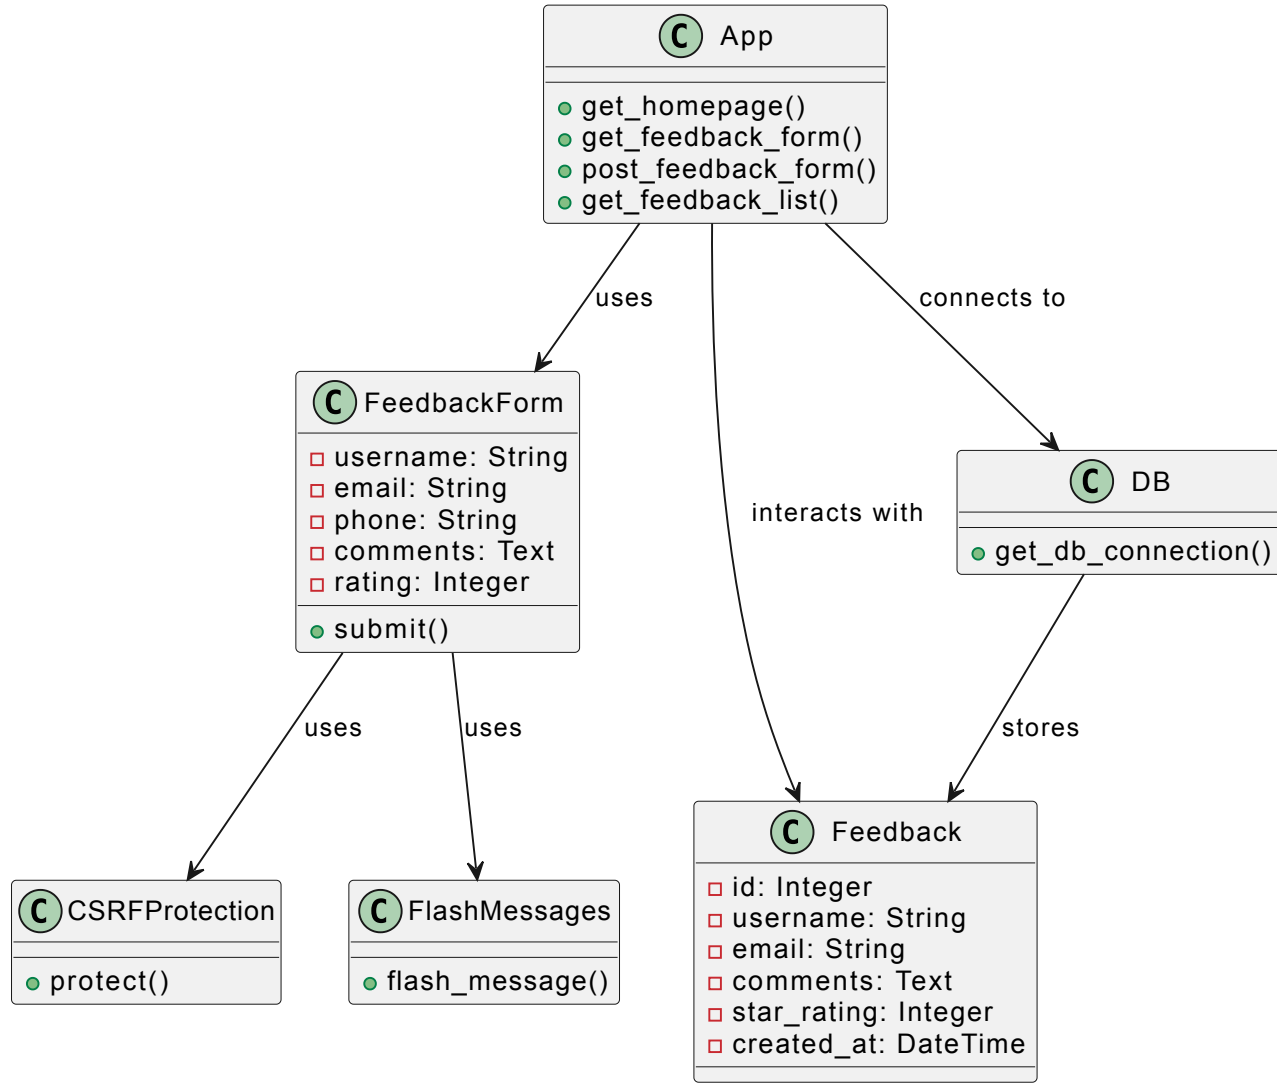 C App
get_homepage()
get_feedback_form()
post_feedback_form()
get_feedback_list()
uses
connects to
C FeedbackForm
username: String
email: String
phone: String
comments: Text
rating: Integer
submit()
interacts with
C DB
get_db_connection()
uses
uses
stores
C CSRFProtection
protect()
C FlashMessages
flash_message()
C Feedback
id: Integer
username: String
email: String
comments: Text
star_rating: Integer
created_at: DateTime